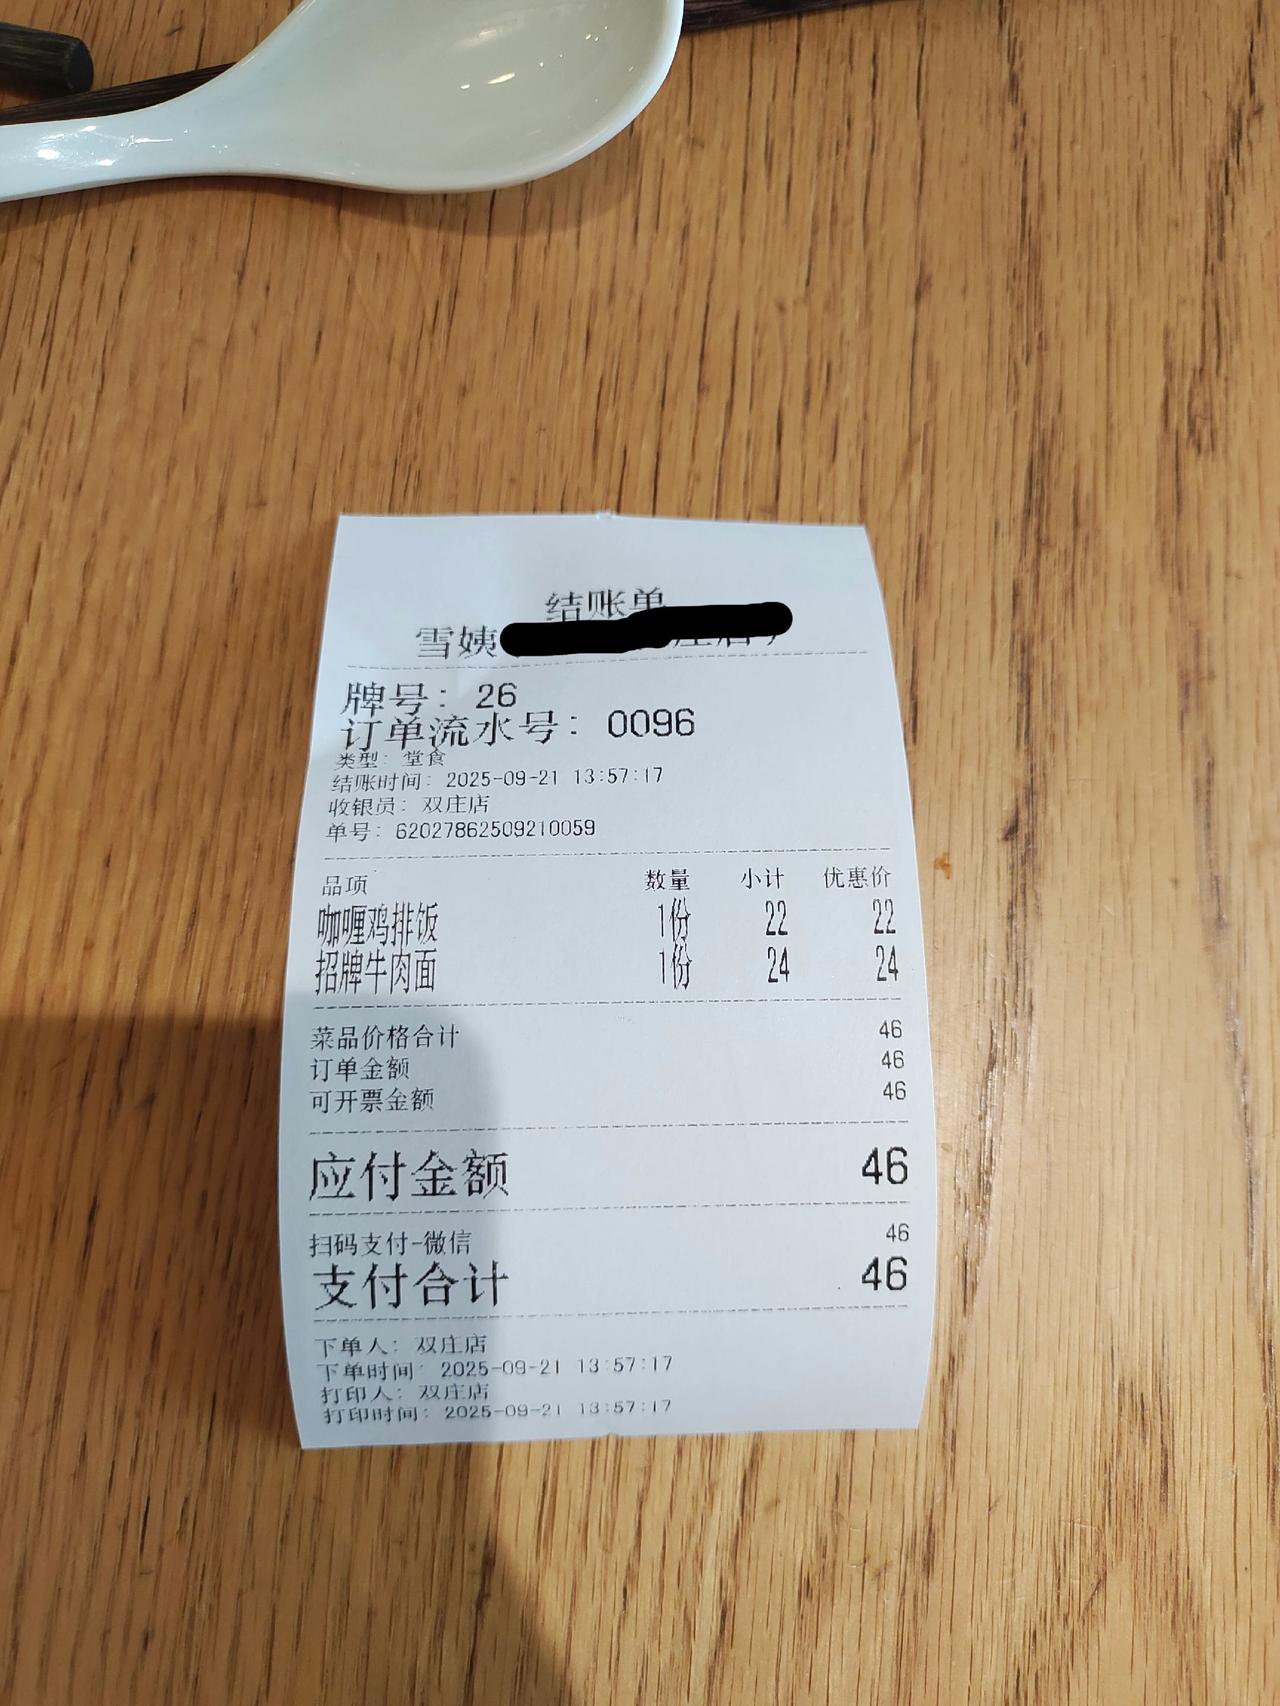 结账单
雪姨
牌号: 26
订单流水号: 0096
类型: 堂食
结账时间: 2025-09-21 13:57:17
收银员: 双庄店
单号: 62027862509210059
品项 数量 小计 优惠价
咖喱鸡排饭 1份 22 22
招牌牛肉面 1份 24 24
菜品价格合计 46
订单金额 46
可开票金额 46
应付金额 46
扫码支付-微信 46
支付合计 46
下单人: 双庄店
下单时间: 2025-09-21 13:57:17
打印人: 双庄店
打印时间: 2025-09-21 13:57:17